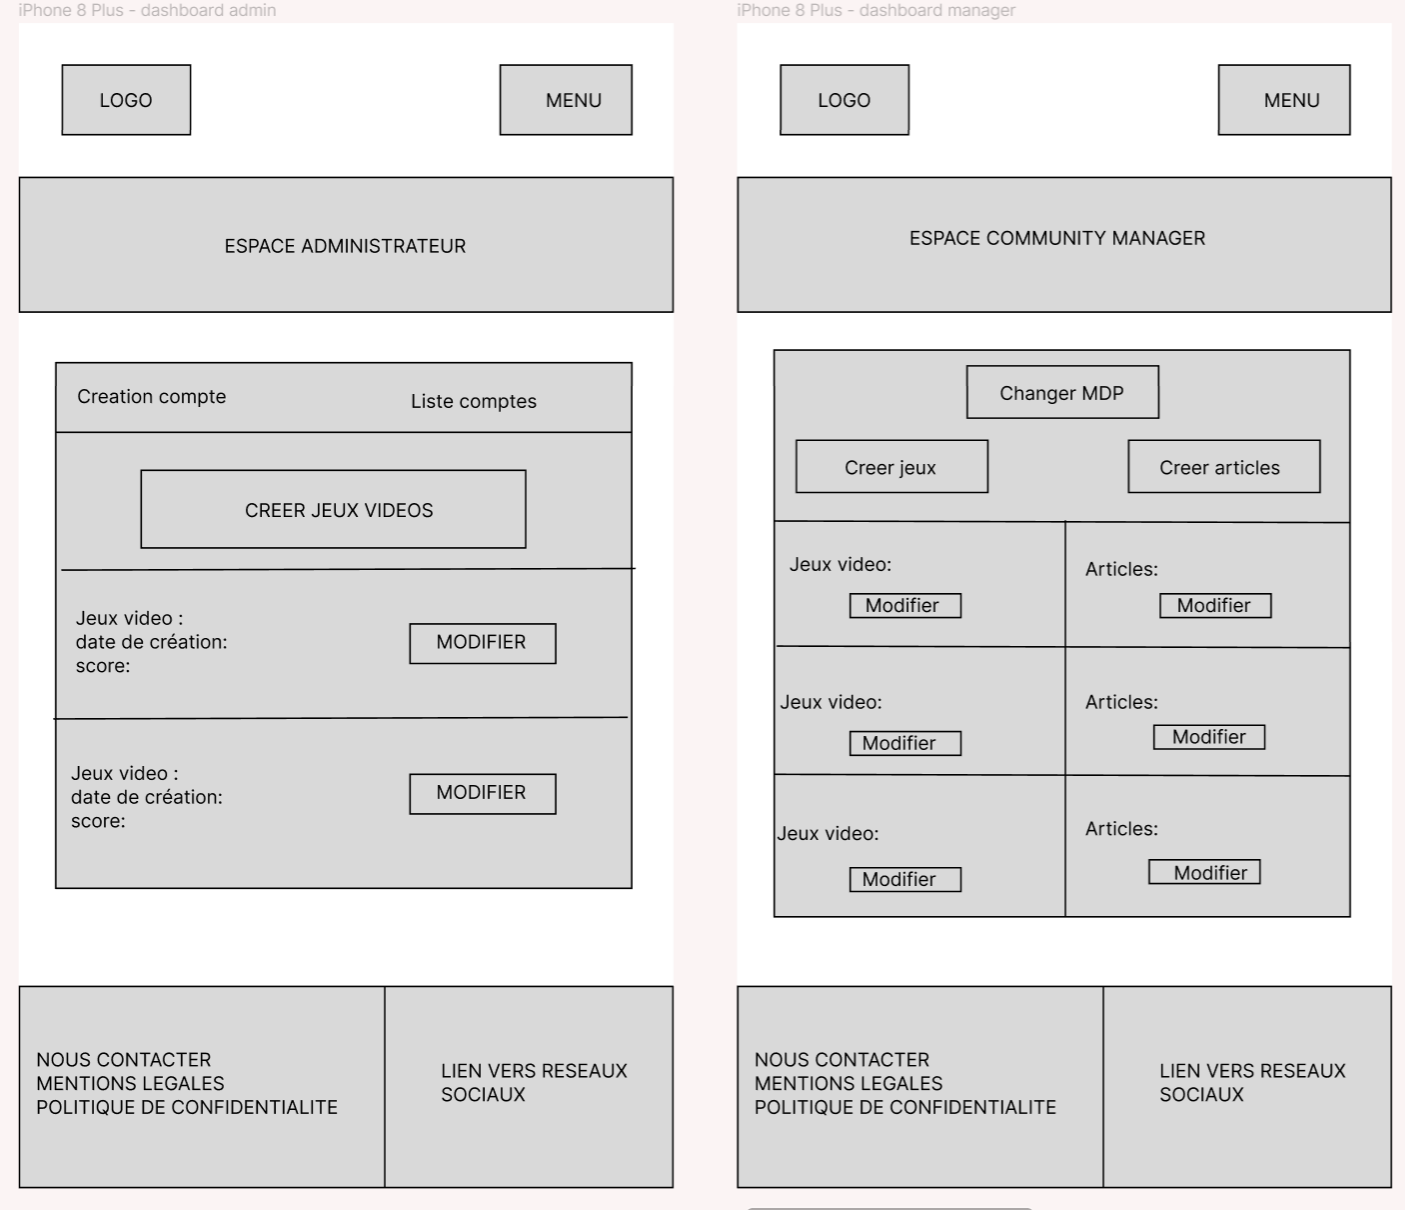 iPhone 8 Plus - dashboard admin
LOGO
MENU
ESPACE ADMINISTRATEUR
Creation compte
Liste comptes
CREER JEUX VIDEOS
Jeux video :
date de création:
score:
MODIFIER
Jeux video :
date de création:
score:
MODIFIER
NOUS CONTACTER
MENTIONS LEGALES
POLITIQUE DE CONFIDENTIALITE
LIEN VERS RESEAUX
SOCIAUX
iPhone 8 Plus - dashboard manager
LOGO
MENU
ESPACE COMMUNITY MANAGER
Changer MDP
Creer jeux
Creer articles
Jeux video:
Modifier
Articles:
Modifier
Jeux video:
Modifier
Articles:
Modifier
Jeux video:
Modifier
Articles:
Modifier
NOUS CONTACTER
MENTIONS LEGALES
POLITIQUE DE CONFIDENTIALITE
LIEN VERS RESEAUX
SOCIAUX